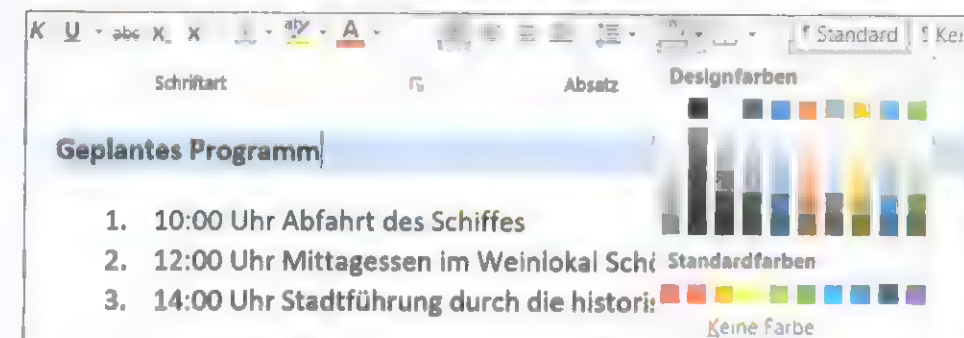 K U abc X₂ X A ¶ Standard
Schriftart Absatz Designfarben
Geplantes Programm
1. 10:00 Uhr Abfahrt des Schiffes
2. 12:00 Uhr Mittagessen im Weinlokal
3. 14:00 Uhr Stadtführung durch die
Standardfarben
Keine Farbe